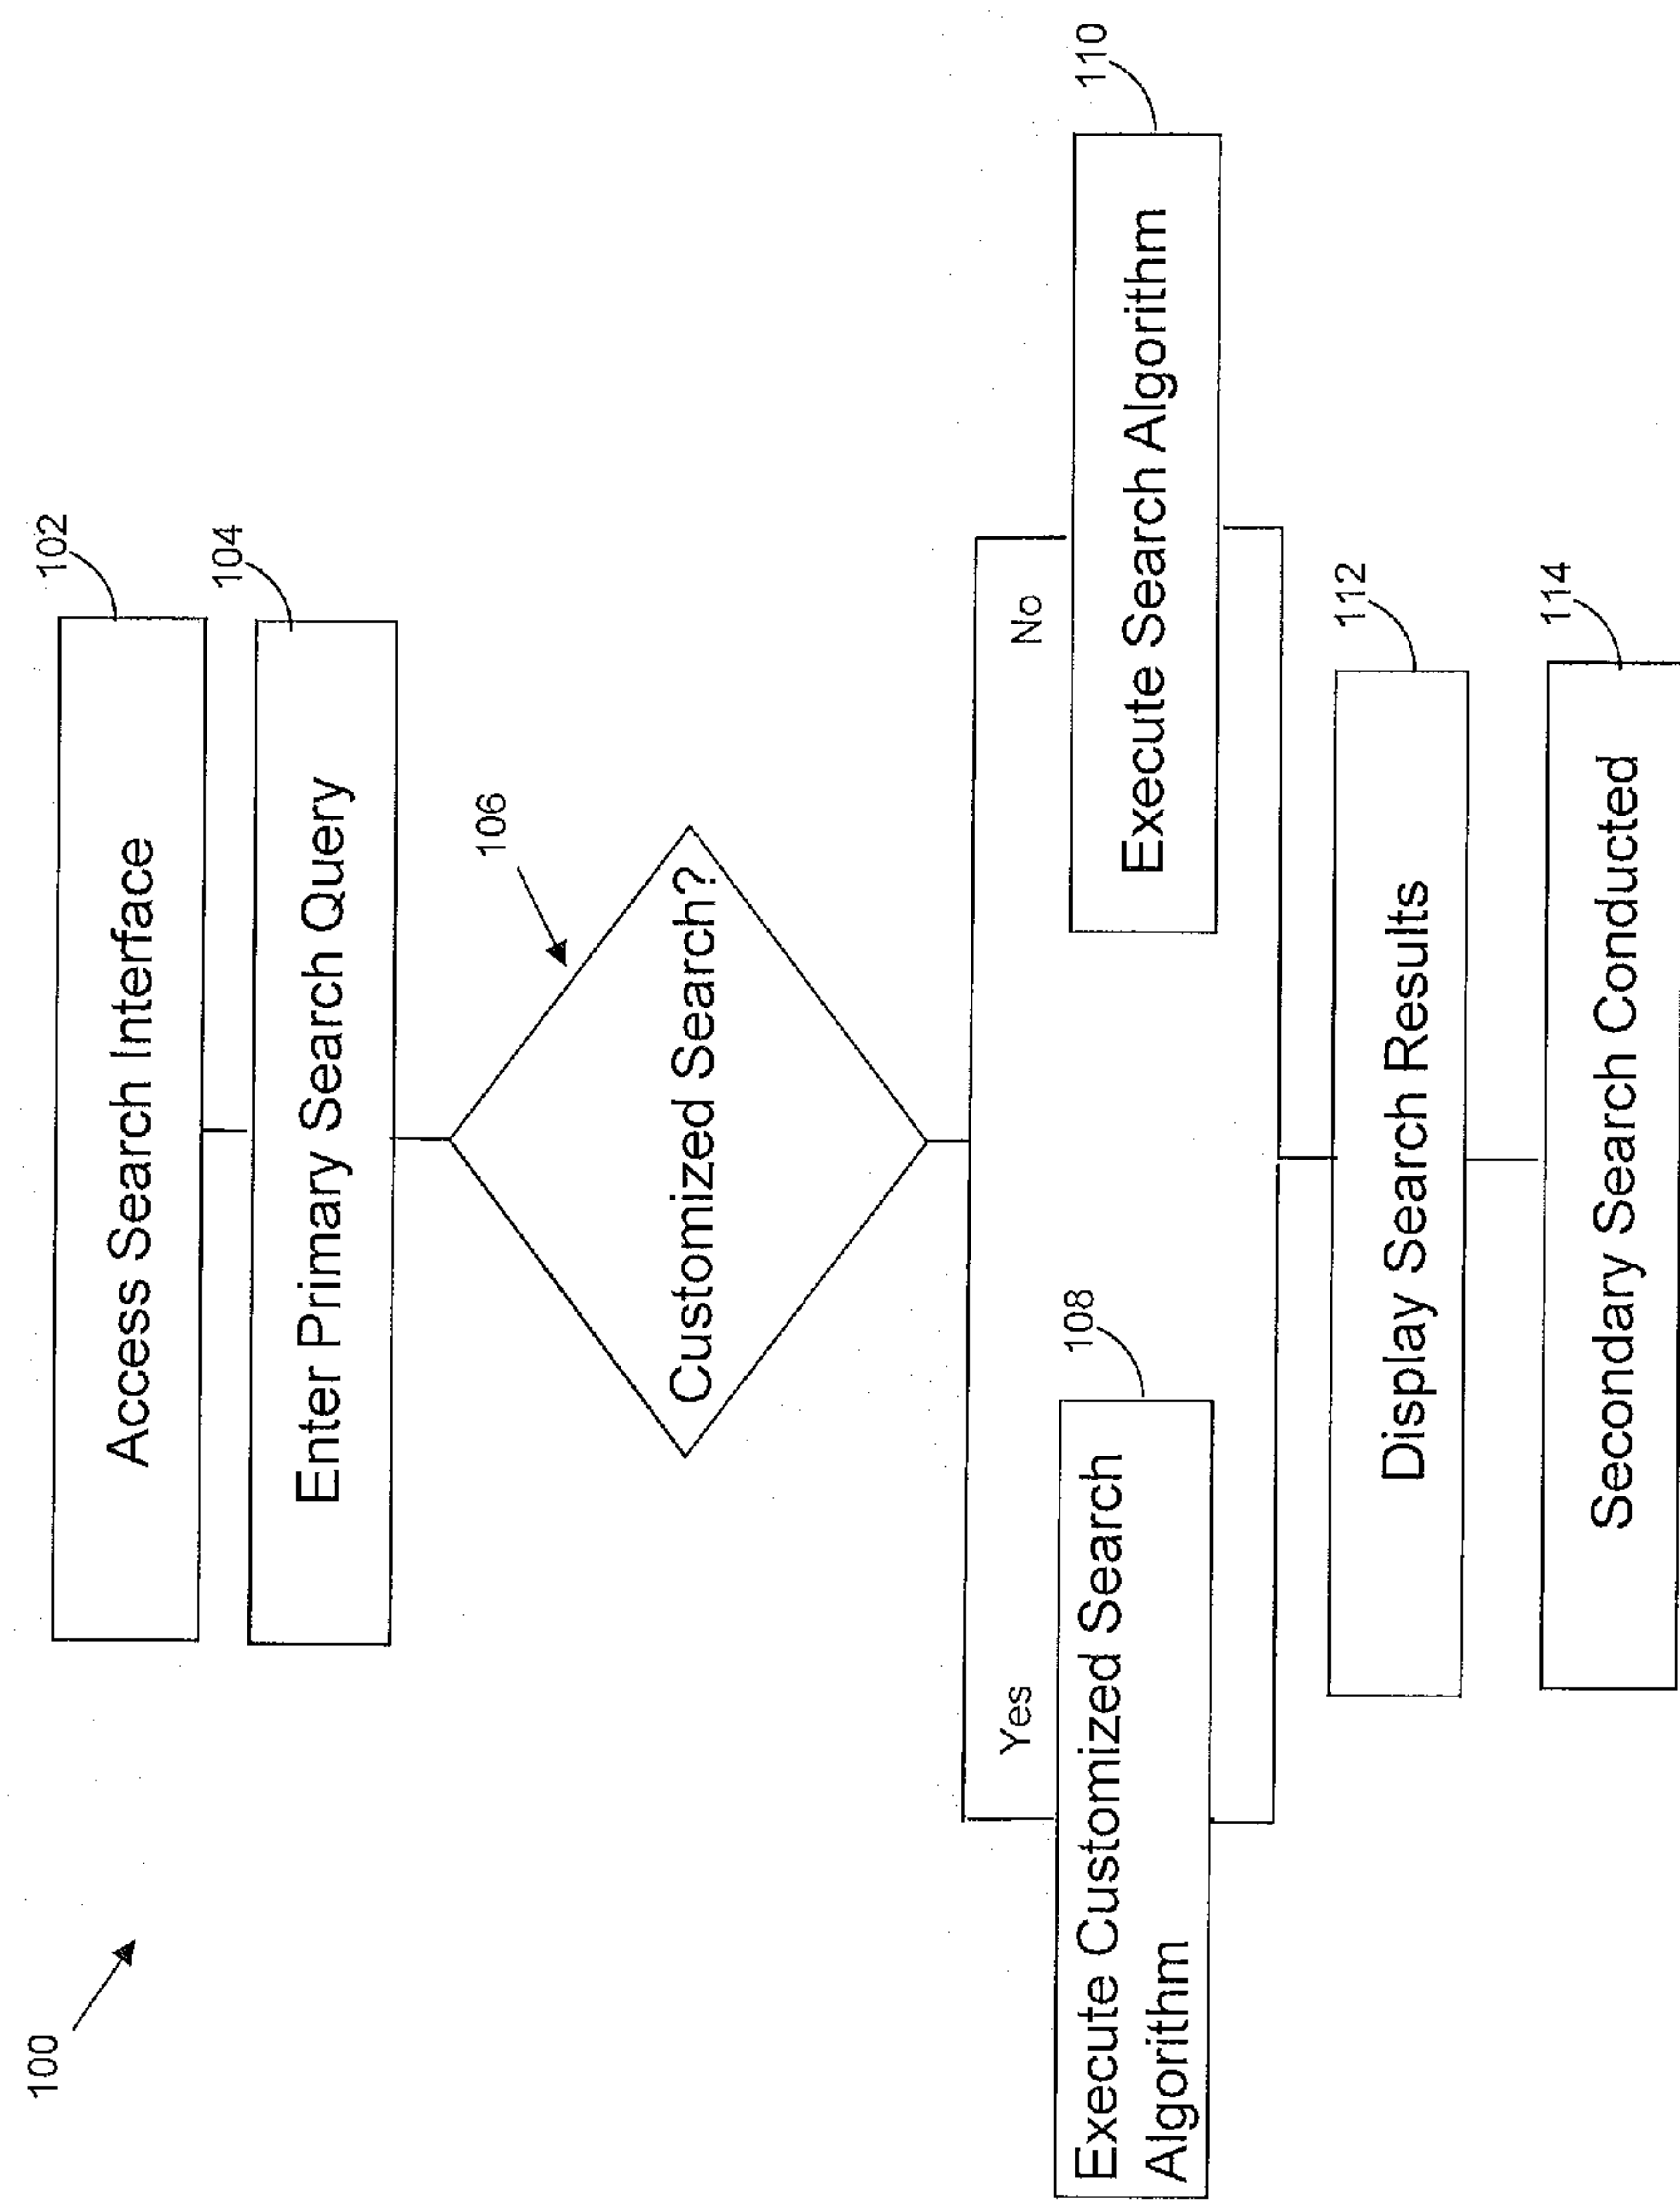 100
102
Access Search Interface
104
Enter Primary Search Query
106
Customized Search?
Yes
No
108
Execute Customized Search
Algorithm
110
Execute Search Algorithm
112
Display Search Results
114
Secondary Search Conducted